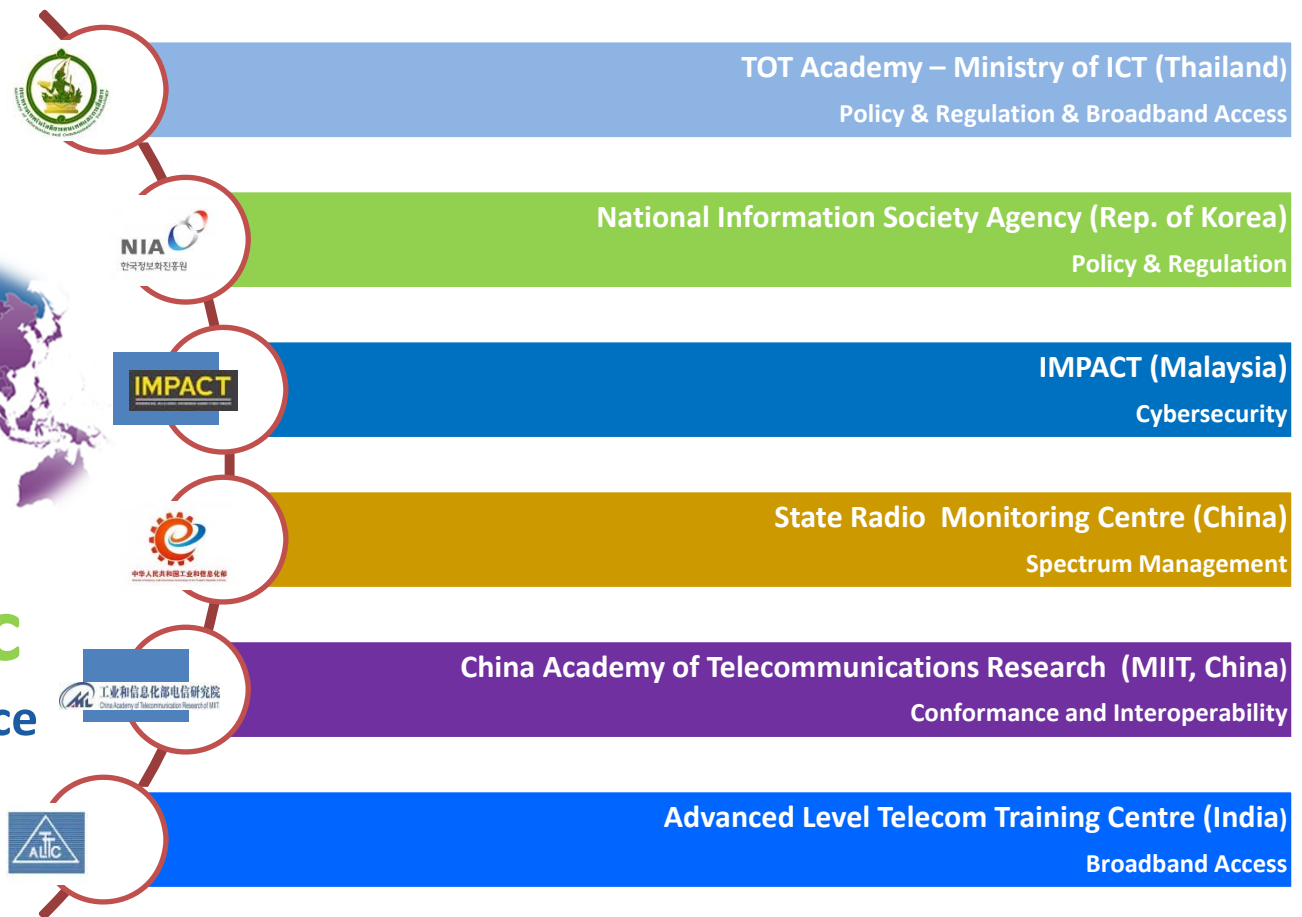 TOT Academy – Ministry of ICT (Thailand)
Policy & Regulation & Broadband Access
NIA
한국정보화진흥원
National Information Society Agency (Rep. of Korea)
Policy & Regulation
IMPACT
IMPACT (Malaysia)
Cybersecurity
中华人民共和国工业和信息化部
State Radio  Monitoring Centre (China)
Spectrum Management
C
ce
工业和信息化部电信研究院
China Academy of Telecommunication Research of MIIT
China Academy of Telecommunications Research  (MIIT, China)
Conformance and Interoperability
ALTTC
Advanced Level Telecom Training Centre (India)
Broadband Access